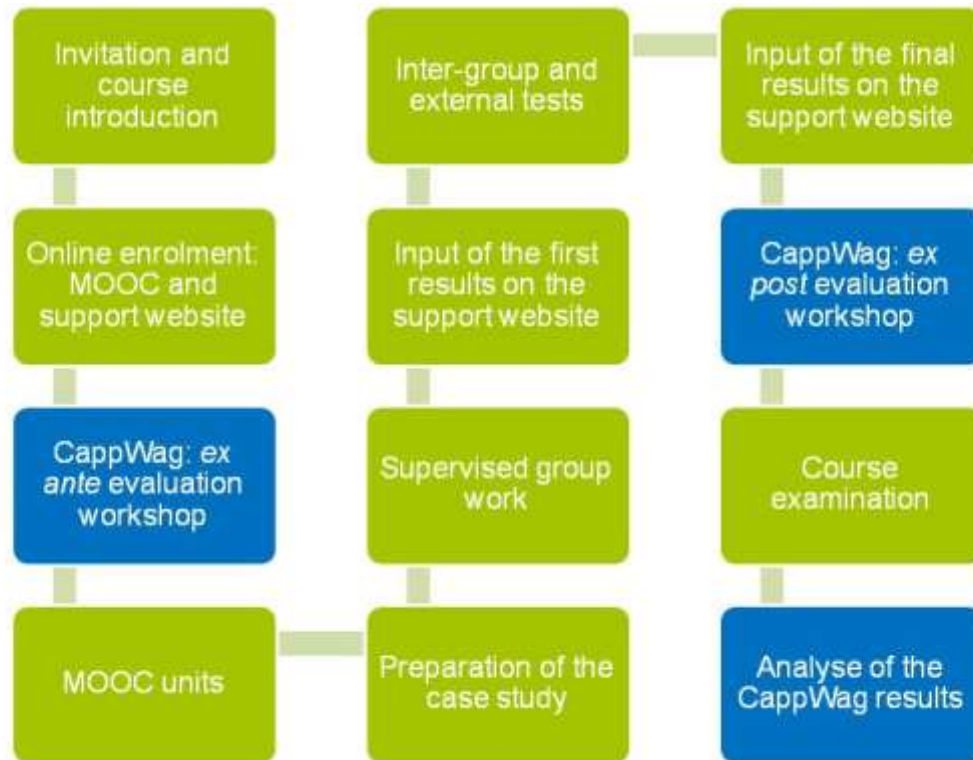 Invitation and
course
introduction
Online enrolment:
MOOC and
support website
CappWag: ex
ante evaluation
workshop
MOOC units
Preparation of the
case study
Supervised group
work
Input of the first
results on the
support website
Inter-group and
external tests
Input of the final
results on the
support website
CappWag: ex
post evaluation
workshop
Course
examination
Analyse of the
CappWag results